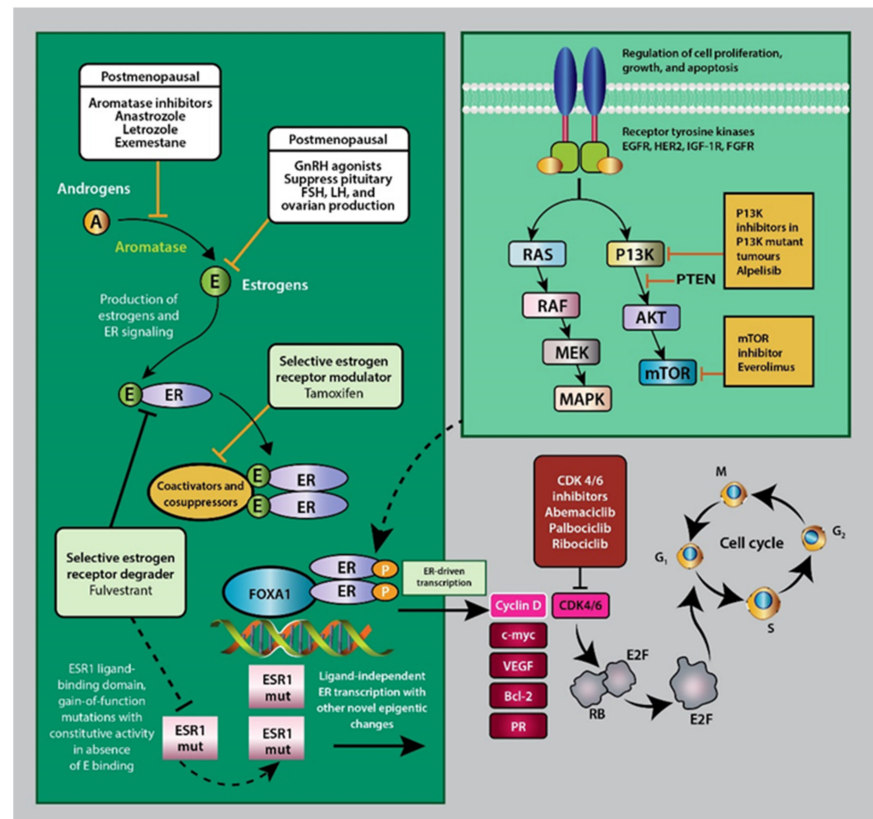 Postmenopausal
Aromatase inhibitors
Anastrozole
Letrozole
Exemestane
Postmenopausal
GnRH agonists
Suppress pituitary
FSH, LH, and
ovarian production
Androgens
A
Aromatase
E
Estrogens
Production of
estrogens and
ER signaling
Selective estrogen
receptor modulator
Tamoxifen
E
ER
Coactivators and
cosuppressors
E
ER
E
ER
Selective estrogen
receptor degrader
Fulvestrant
FOXA1
ER
P
ER
P
ER-driven
transcription
ESR1 ligand-
binding domain,
gain-of-function
mutations with
constitutive activity
in absence
of E binding
ESR1
mut
ESR1
mut
ESR1
mut
Ligand-independent
ER transcription with
other novel epigentic
changes
Regulation of cell proliferation,
growth, and apoptosis
Receptor tyrosine kinases
EGFR, HER2, IGF-1R, FGFR
RAS
RAF
MEK
MAPK
P13K
PTEN
AKT
mTOR
P13K
inhibitors in
P13K mutant
tumours
Alpelisib
mTOR
inhibitor
Everolimus
CDK 4/6
inhibitors
Abemaciclib
Palbociclib
Ribociclib
Cyclin D
CDK4/6
c-myc
VEGF
Bcl-2
PR
RB
E2F
E2F
Cell cycle
M
G1
G2
S